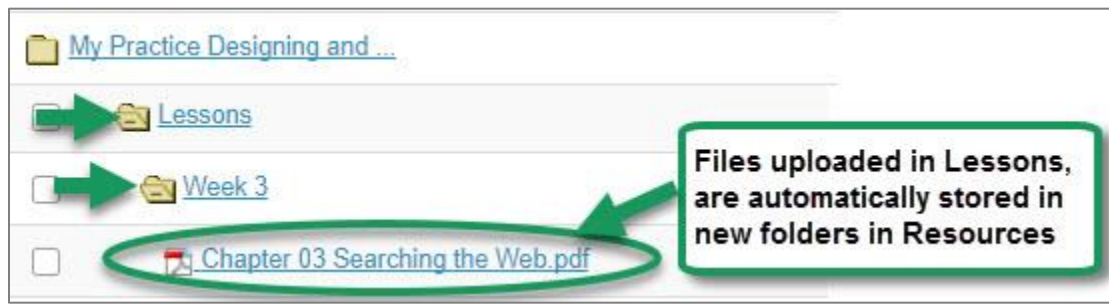 My Practice Designing and ...
Lessons
Week 3
Chapter 03 Searching the Web.pdf
Files uploaded in Lessons,
are automatically stored in
new folders in Resources